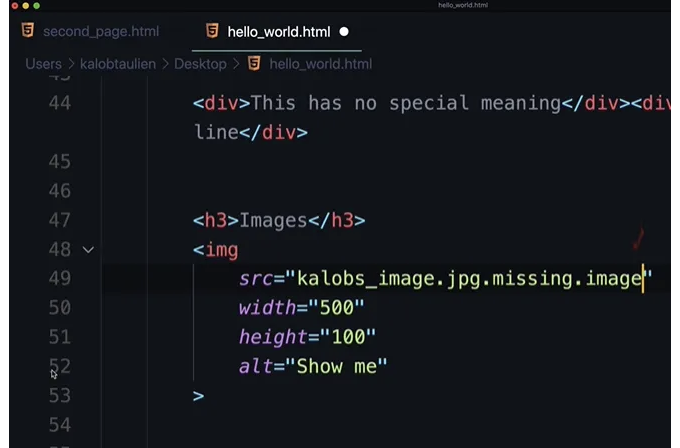 hello_world.html
second_page.html hello_world.html
Users > kalobtaulien > Desktop > hello_world.html
44 <div>This has no special meaning</div><div
line</div>
45
46
47 <h3>Images</h3>
48 <img
49 src="kalobs_image.jpg.missing.image"
50 width="500"
51 height="100"
52 alt="Show me"
53 >
54